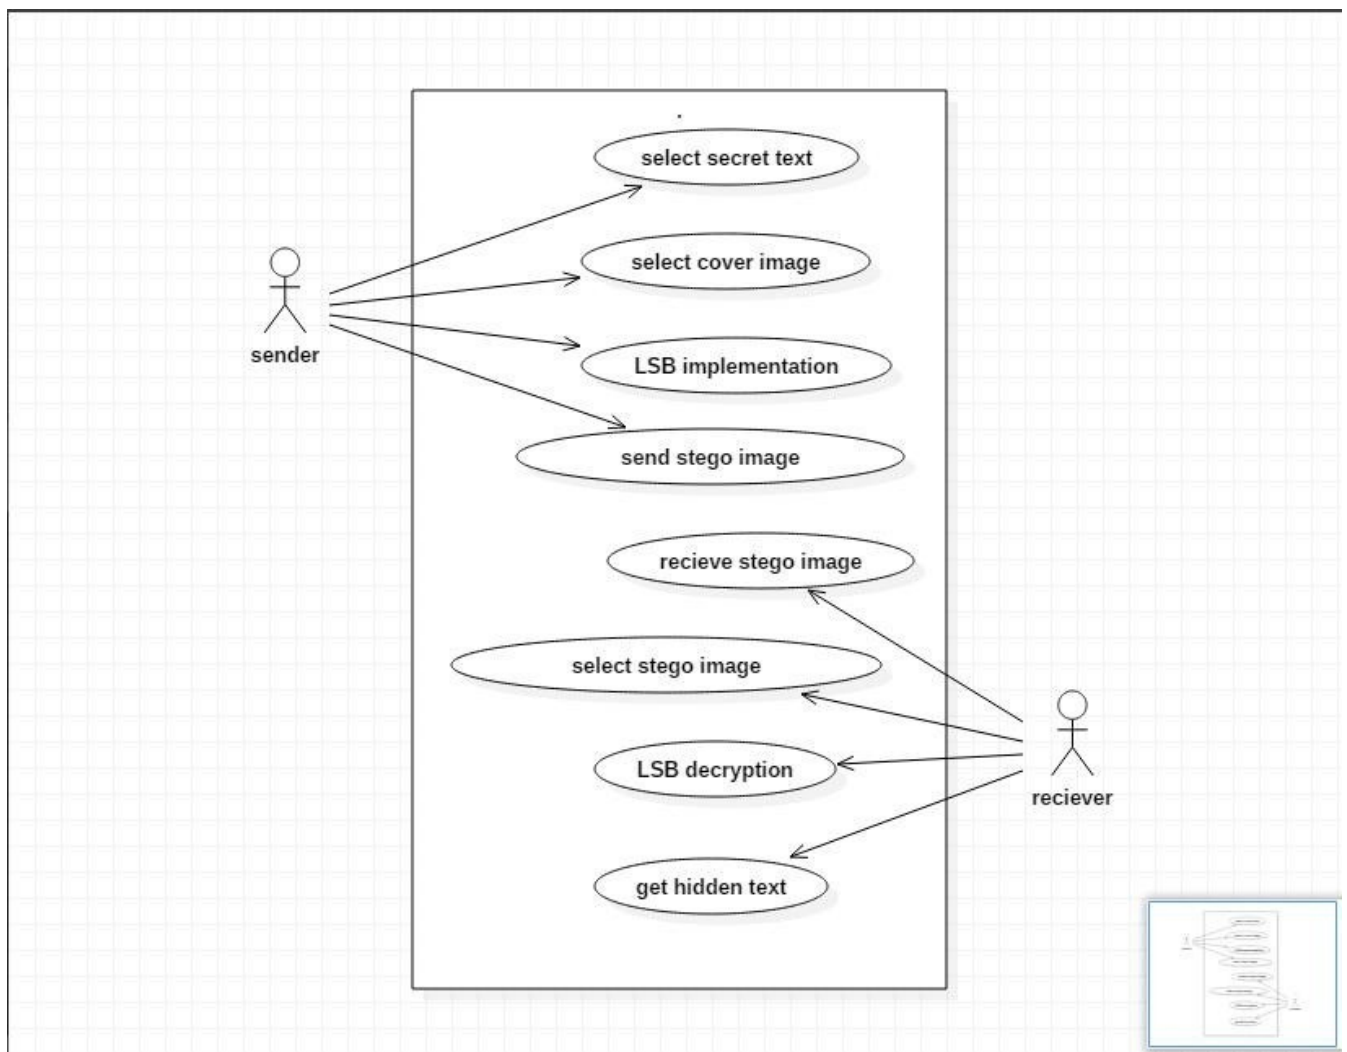 select secret text
select cover image
LSB implementation
sender
send stego image
recieve stego image
select stego image
LSB decryption
reciever
get hidden text